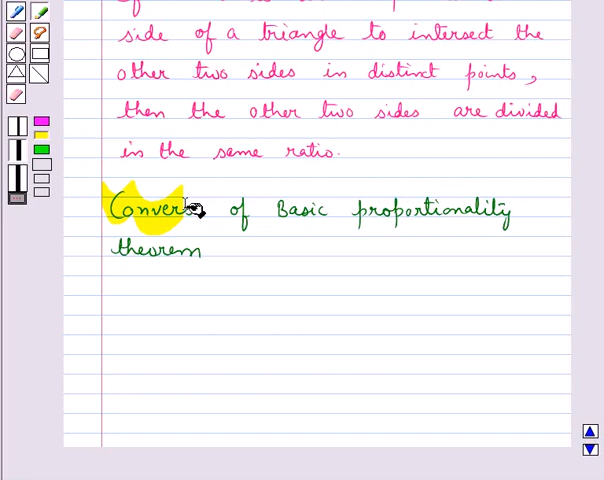 side of a triangle to intersect the
other two sides in distinct points,
then the other two sides are divided
in the same ratio.
Converse of Basic proportionality
theorem